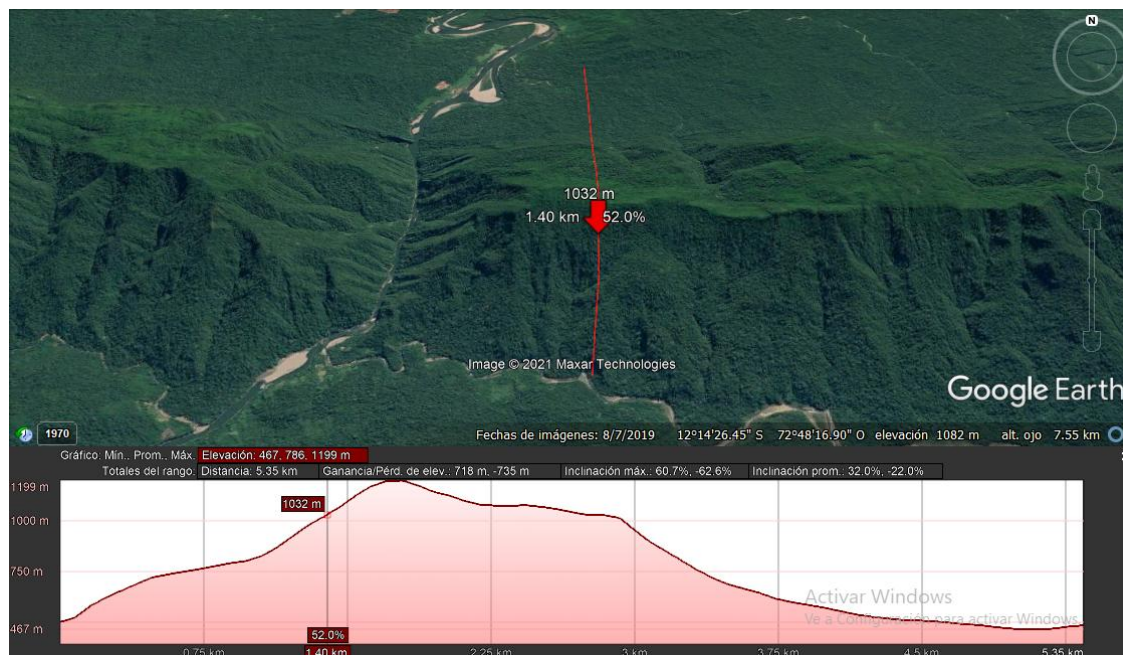 N
1032 m
1.40 km 52.0%
Image © 2021 Maxar Technologies
Google Earth
1970
Fechas de imágenes: 8/7/2019 12°14'26.45" S 72°48'16.90" O elevación 1082 m alt. ojo 7.55 km
Gráfico: Mín., Prom., Máx. Elevación: 467, 786, 1199 m
Totales del rango: Distancia: 5.35 km Ganancia/Pérd. de elev.: 718 m, -735 m Inclinación máx.: 60.7%, -62.6% Inclinación prom.: 32.0%, -22.0%
1199 m
1032 m
1000 m
750 m
Activar Windows
Ve a Configuración para activar Windows.
467 m
52.0%
0.75 km 1.40 km 2.25 km 3 km 3.75 km 4.5 km 5.35 km